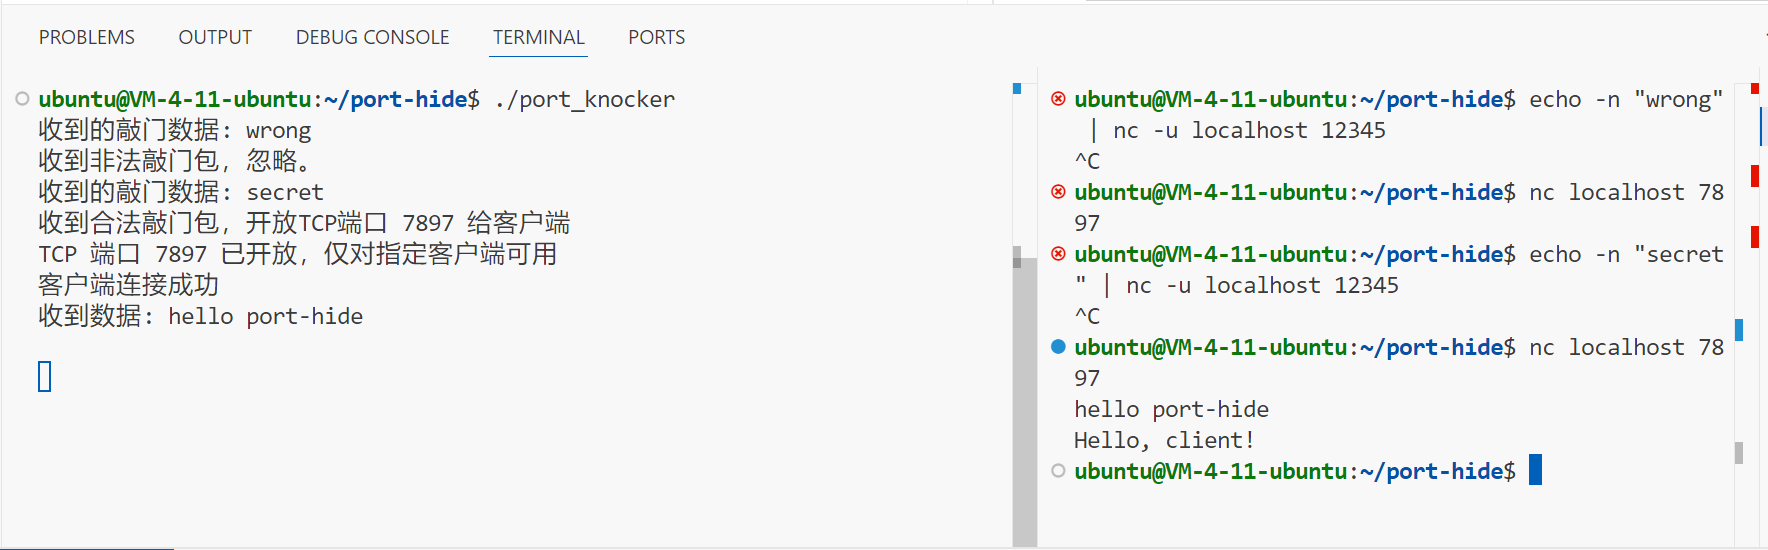 PROBLEMS OUTPUT DEBUG CONSOLE TERMINAL PORTS
ubuntu@VM-4-11-ubuntu:~/port-hide$ ./port_knocker
收到的敲门数据: wrong
收到非法敲门包，忽略。
收到的敲门数据: secret
收到合法敲门包，开放TCP端口 7897 给客户端
TCP 端口 7897 已开放，仅对指定客户端可用
客户端连接成功
收到数据: hello port-hide
ubuntu@VM-4-11-ubuntu:~/port-hide$ echo -n "wrong"
 | nc -u localhost 12345
^C
ubuntu@VM-4-11-ubuntu:~/port-hide$ nc localhost 78
97
ubuntu@VM-4-11-ubuntu:~/port-hide$ echo -n "secret
" | nc -u localhost 12345
^C
ubuntu@VM-4-11-ubuntu:~/port-hide$ nc localhost 78
97
hello port-hide
Hello, client!
ubuntu@VM-4-11-ubuntu:~/port-hide$